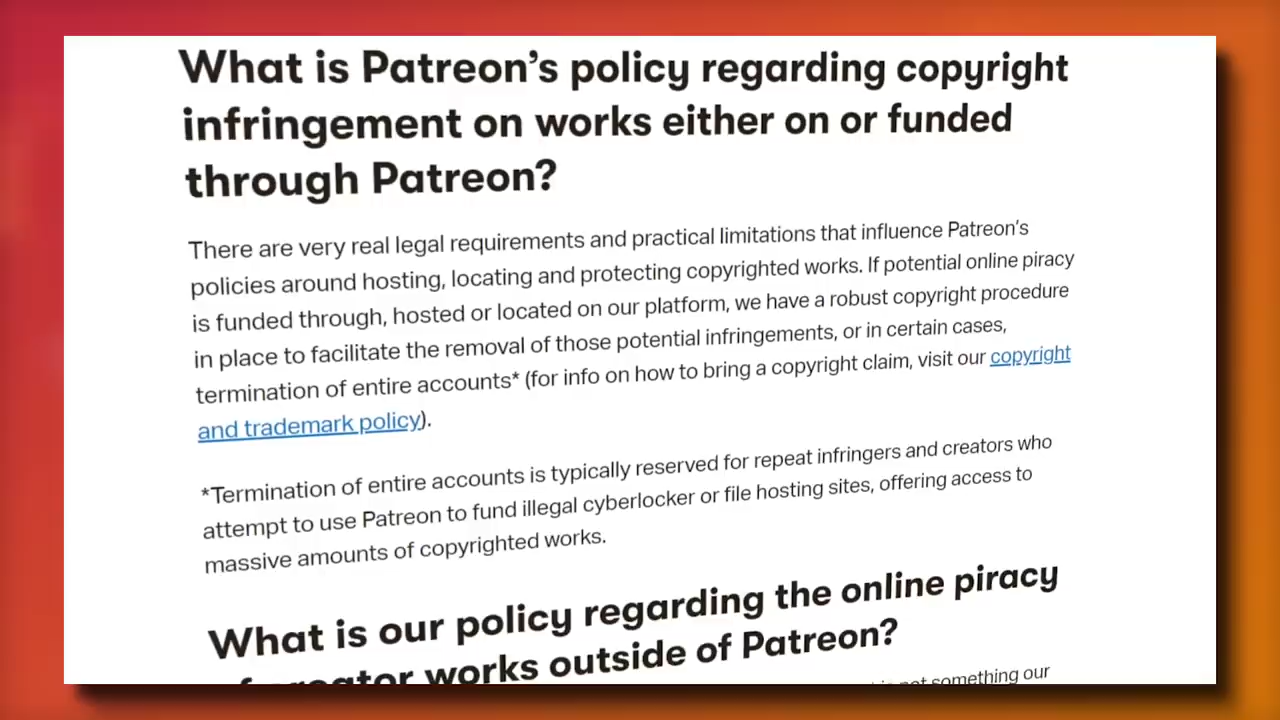 What is Patreon's policy regarding copyright
infringement on works either on or funded
through Patreon?
There are very real legal requirements and practical limitations that influence Patreon's
policies around hosting, locating and protecting copyrighted works. If potential online piracy
is funded through, hosted or located on our platform, we have a robust copyright procedure
in place to facilitate the removal of those potential infringements, or in certain cases,
termination of entire accounts* (for info on how to bring a copyright claim, visit our copyright
and trademark policy).
*Termination of entire accounts is typically reserved for repeat infringers and creators who
attempt to use Patreon to fund illegal cyberlocker or file hosting sites, offering access to
massive amounts of copyrighted works.
What is our policy regarding the online piracy
of creator works outside of Patreon?
is not something our